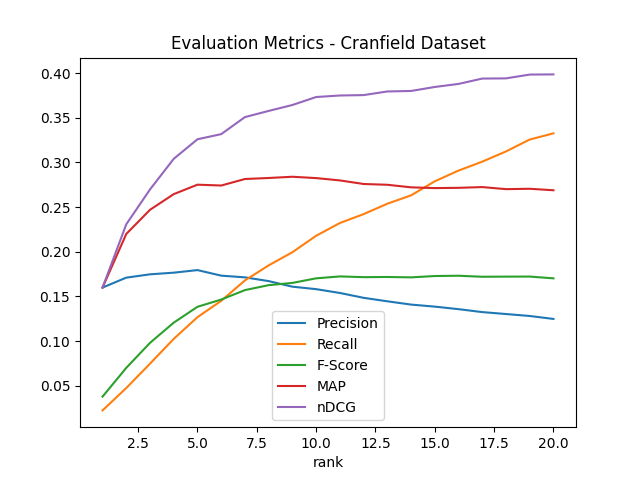 Evaluation Metrics - Cranfield Dataset
0.40
0.35
0.30
0.25
0.20
0.15
0.10
0.05
Precision
Recall
F-Score
MAP
nDCG
2.5 5.0 7.5 10.0 12.5 15.0 17.5 20.0
rank